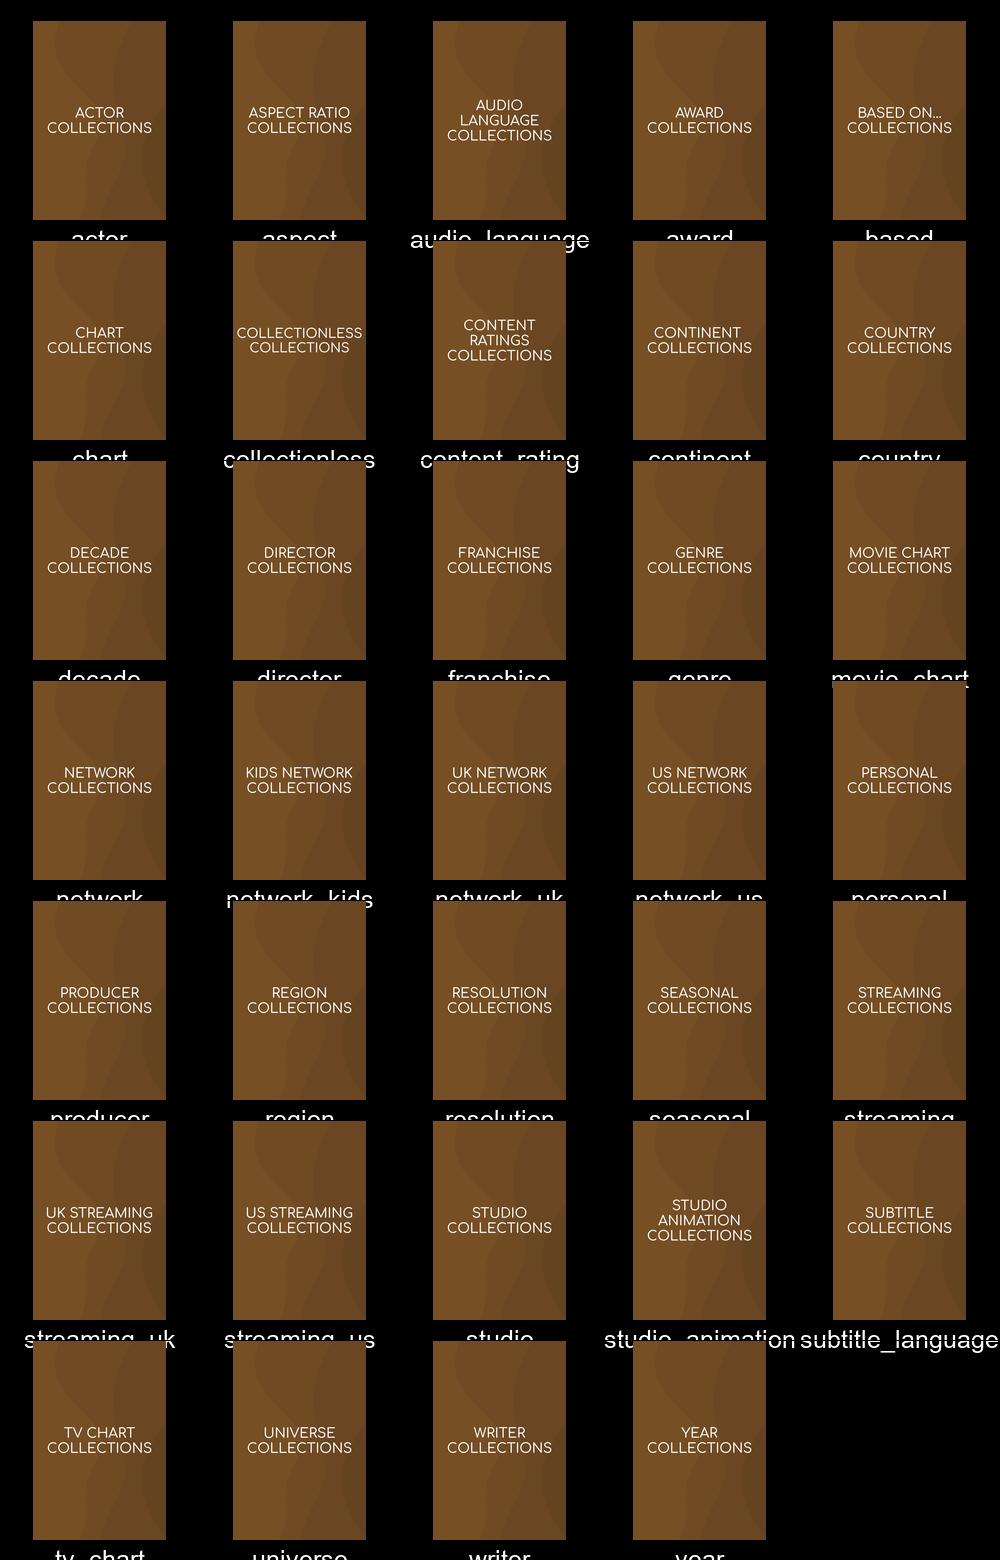 ACTOR
COLLECTIONS
ASPECT RATIO
COLLECTIONS
AUDIO
LANGUAGE
COLLECTIONS
AWARD
COLLECTIONS
BASED ON...
COLLECTIONS
actor
aspect
audio_language
award
based
CHART
COLLECTIONS
COLLECTIONLESS
COLLECTIONS
CONTENT
RATINGS
COLLECTIONS
CONTINENT
COLLECTIONS
COUNTRY
COLLECTIONS
chart
collectionless
content_rating
continent
country
DECADE
COLLECTIONS
DIRECTOR
COLLECTIONS
FRANCHISE
COLLECTIONS
GENRE
COLLECTIONS
MOVIE CHART
COLLECTIONS
decade
director
franchise
genre
movie_chart
NETWORK
COLLECTIONS
KIDS NETWORK
COLLECTIONS
UK NETWORK
COLLECTIONS
US NETWORK
COLLECTIONS
PERSONAL
COLLECTIONS
network
network_kids
network_uk
network_us
personal
PRODUCER
COLLECTIONS
REGION
COLLECTIONS
RESOLUTION
COLLECTIONS
SEASONAL
COLLECTIONS
STREAMING
COLLECTIONS
producer
region
resolution
seasonal
streaming
UK STREAMING
COLLECTIONS
US STREAMING
COLLECTIONS
STUDIO
COLLECTIONS
STUDIO
ANIMATION
COLLECTIONS
SUBTITLE
COLLECTIONS
streaming_uk
streaming_us
studio
studio_animation
subtitle_language
TV CHART
COLLECTIONS
UNIVERSE
COLLECTIONS
WRITER
COLLECTIONS
YEAR
COLLECTIONS
tv_chart
universe
writer
year